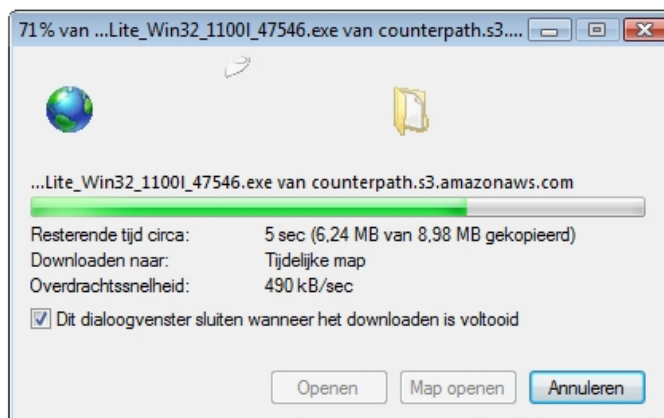 71% van ...Lite_Win32_1100l_47546.exe van counterpath.s3....
...Lite_Win32_1100l_47546.exe van counterpath.s3.amazonaws.com
Resterende tijd circa: 5 sec (6,24 MB van 8,98 MB gekopieerd)
Downloaden naar: Tijdelijke map
Overdrachtssnelheid: 490 kB/sec
Dit dialoogvenster sluiten wanneer het downloaden is voltooid
Openen Map openen Annuleren